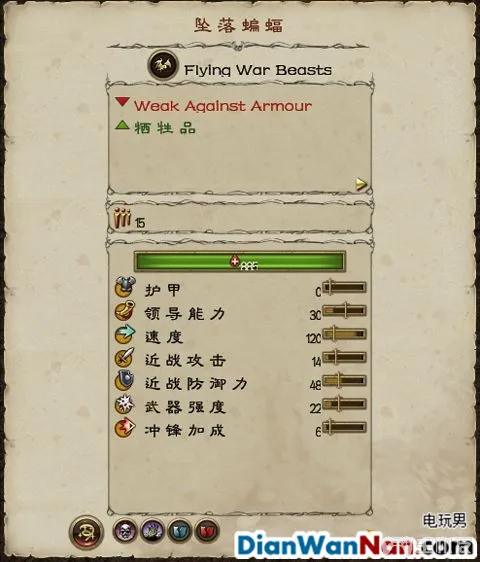 坠落蝙蝠
Flying War Beasts
Weak Against Armour
牺牲品
15
885
护甲 0
领导能力 30
速度 120
近战攻击 14
近战防御力 48
武器强度 22
冲锋加成 6
电玩男
DianWanNan.com